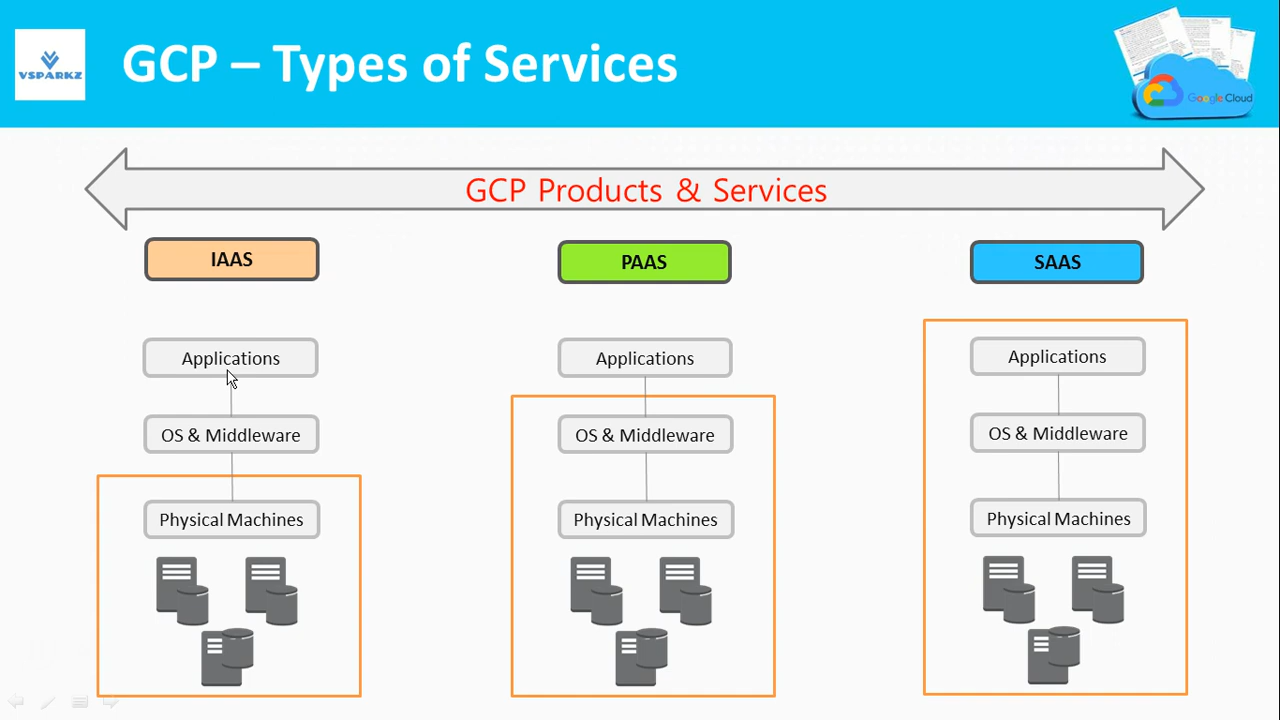 VSPARKZ
GCP – Types of Services
Google Cloud
GCP Products & Services
IAAS
PAAS
SAAS
Applications
OS & Middleware
Physical Machines
Applications
OS & Middleware
Physical Machines
Applications
OS & Middleware
Physical Machines